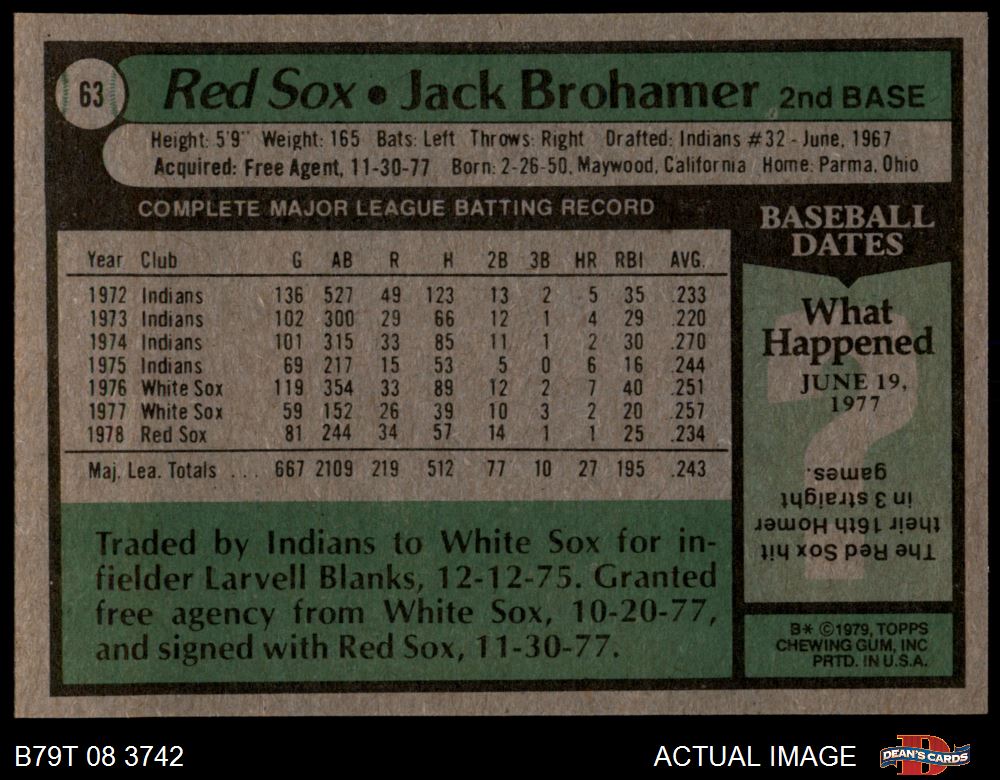 63
Red Sox • Jack Brohamer 2nd BASE
Height: 5'9" Weight: 165 Bats: Left Throws: Right Drafted: Indians #32 - June, 1967
Acquired: Free Agent, 11-30-77 Born: 2-26-50, Maywood, California Home: Parma, Ohio
COMPLETE MAJOR LEAGUE BATTING RECORD
Year Club G AB R H 2B 3B HR RBI AVG.
1972 Indians 136 527 49 123 13 2 5 35 .233
1973 Indians 102 300 29 66 12 1 4 29 .220
1974 Indians 101 315 33 85 11 1 2 30 .270
1975 Indians 69 217 15 53 5 0 6 16 .244
1976 White Sox 119 354 33 89 12 2 7 40 .251
1977 White Sox 59 152 26 39 10 3 2 20 .257
1978 Red Sox 81 244 34 57 14 1 1 25 .234
Maj. Lea. Totals ... 667 2109 219 512 77 10 27 195 .243
Traded by Indians to White Sox for in-
fielder Larvell Blanks, 12-12-75. Granted
free agency from White Sox, 10-20-77,
and signed with Red Sox, 11-30-77.
BASEBALL
DATES
What
Happened
JUNE 19,
1977
?
The Red Sox hit
their 16th Homer
in 3 straight
games.
B* ©1979, TOPPS
CHEWING GUM, INC
PRTD. IN U.S.A.
B79T 08 3742
ACTUAL IMAGE
D
DEAN'S CARDS